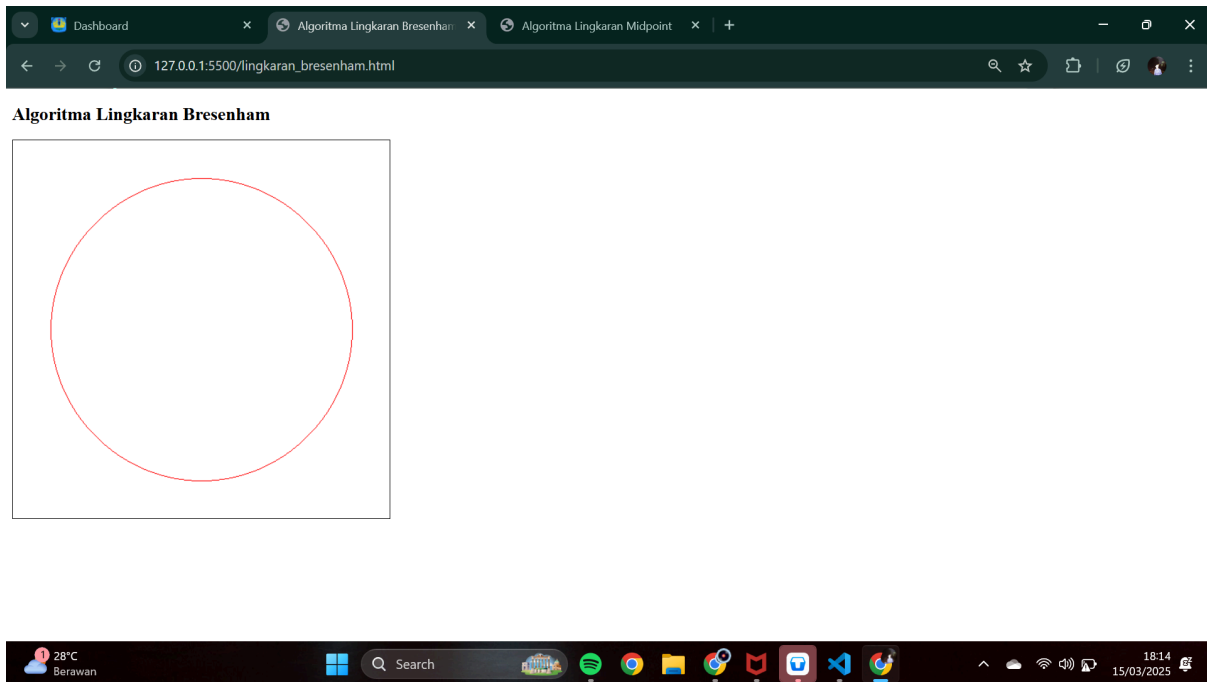 Dashboard
Algoritma Lingkaran Bresenham
Algoritma Lingkaran Midpoint
127.0.0.1:5500/lingkaran_bresenham.html
Algoritma Lingkaran Bresenham
1
28°C
Berawan
Search
18:14
15/03/2025